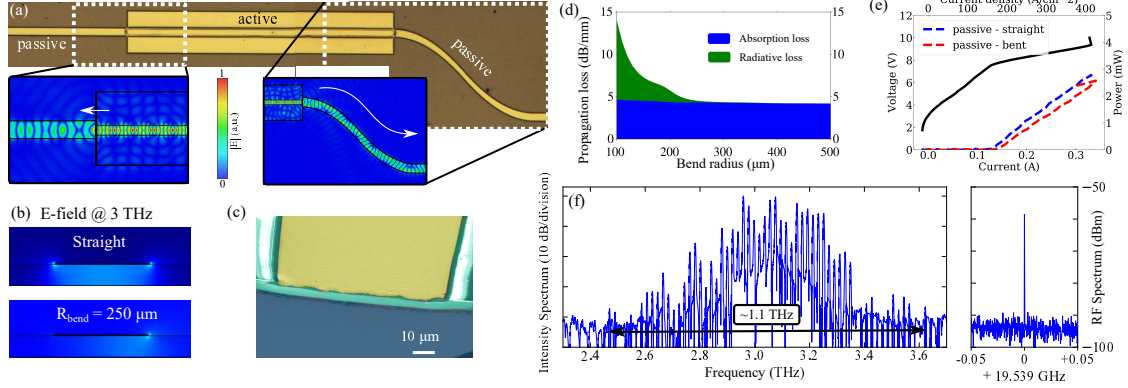 (a)
active
passive
passive
1
|E| (a.u.)
0
(b) E-field @ 3 THz
Straight
R_bend = 250 μm
(c)
10 μm
(d)
Propagation loss (dB/mm)
15
10
5
0
15
10
5
0
Absorption loss
Radiative loss
100 200 300 400 500
Bend radius (μm)
(e)
0 100 200 300 400
Voltage (V)
12
10
8
6
4
2
0
passive - straight
passive - bent
5
4
3
2
1
0
Power (mW)
0.0 0.1 0.2 0.3
Current (A)
(f)
Intensity Spectrum (10 dB/division)
~1.1 THz
2.4 2.6 2.8 3.0 3.2 3.4 3.6
Frequency (THz)
−50
RF Spectrum (dBm)
−100
-0.05 0 +0.05
+ 19.539 GHz